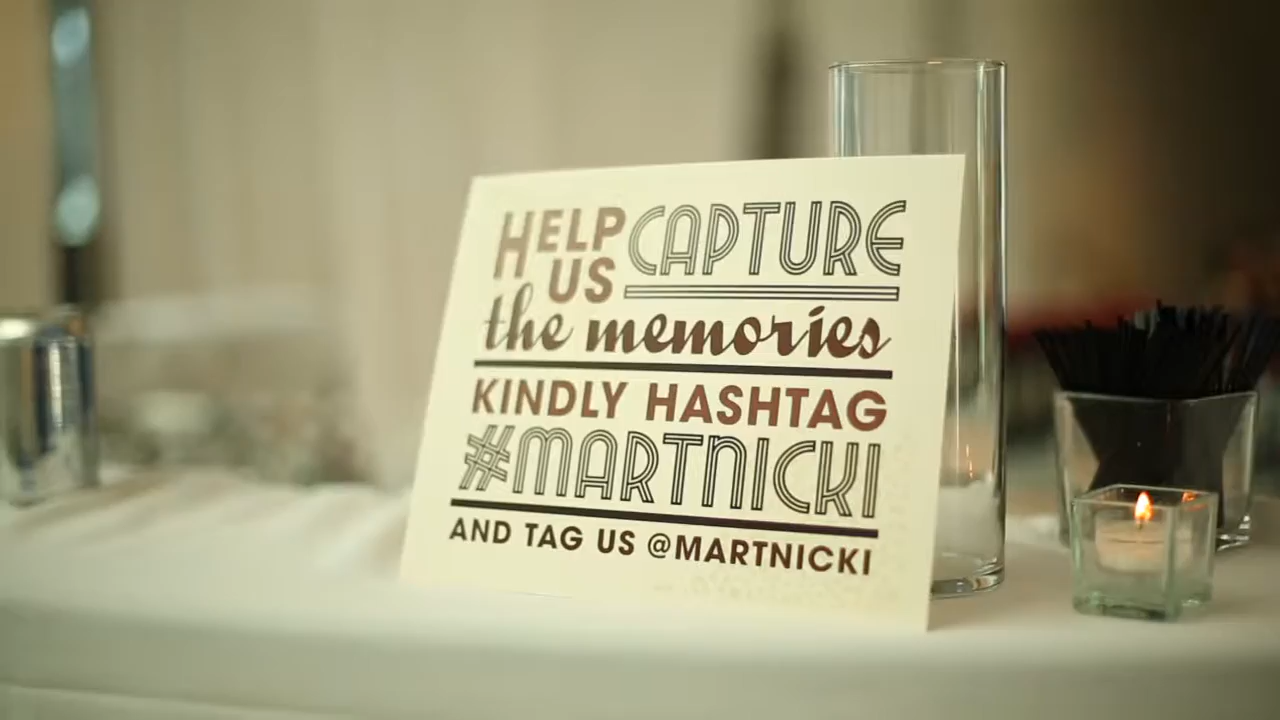 HELP US CAPTURE
the memories
KINDLY HASHTAG
#MARTNICKI
AND TAG US @MARTNICKI